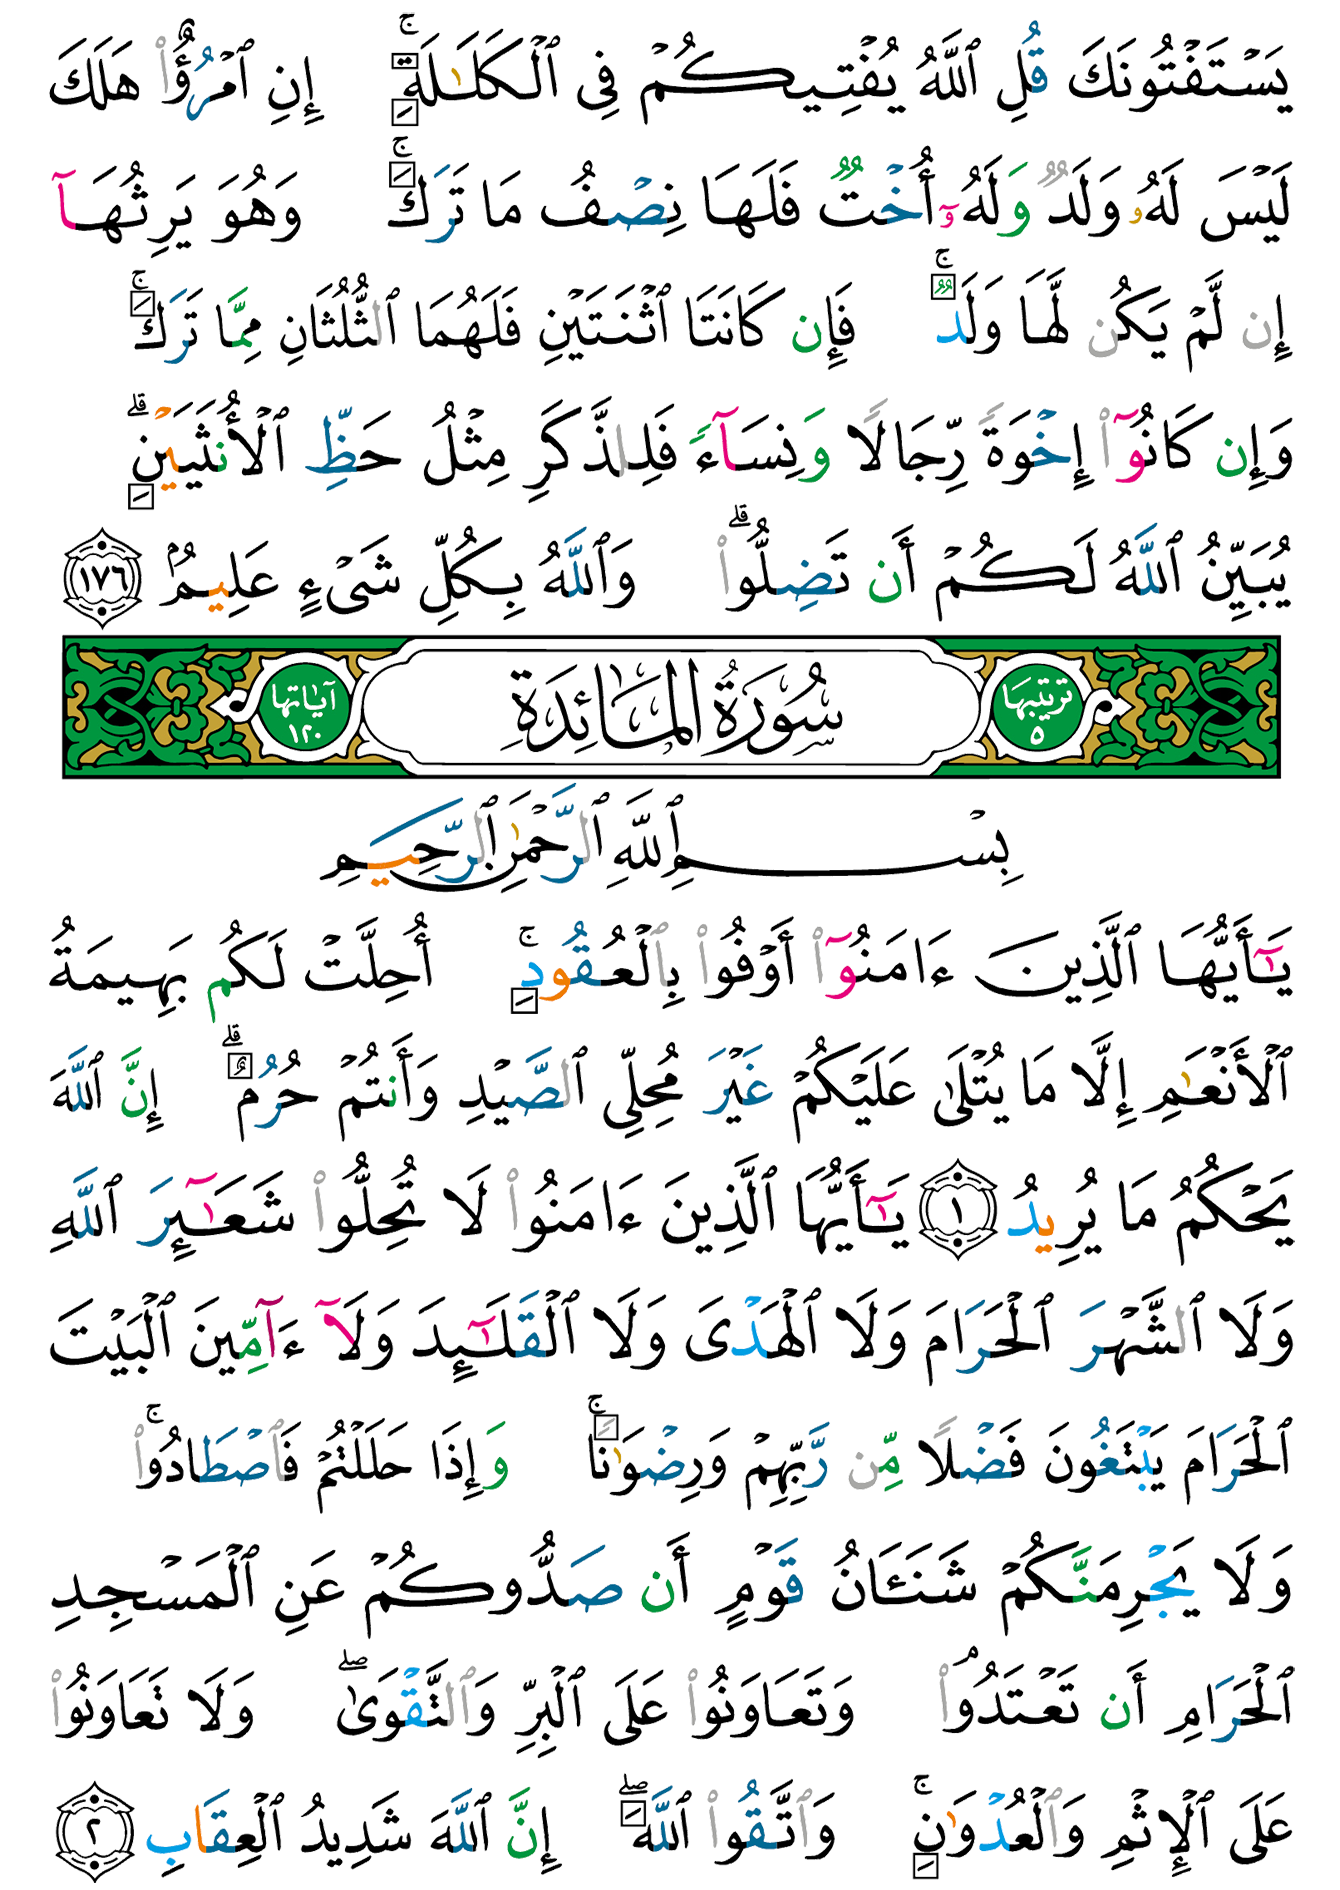 يَسۡتَفۡتُونَكَ قُلِ ٱللَّهُ يُفۡتِيكُمۡ فِي ٱلۡكَلَٰلَةِۚ إِنِ ٱمۡرُؤٌاْ هَلَكَ
لَيۡسَ لَهُۥ وَلَدٞ وَلَهُۥٓ أُخۡتٞ فَلَهَا نِصۡفُ مَا تَرَكَۚ وَهُوَ يَرِثُهَآ
إِن لَّمۡ يَكُن لَّهَا وَلَدٞۚ فَإِن كَانَتَا ٱثۡنَتَيۡنِ فَلَهُمَا ٱلثُّلُثَانِ مِمَّا تَرَكَۚ
وَإِن كَانُوٓاْ إِخۡوَةٗ رِّجَالٗا وَنِسَآءٗ فَلِلذَّكَرِ مِثۡلُ حَظِّ ٱلۡأُنثَيَيۡنِۗ
يُبَيِّنُ ٱللَّهُ لَكُمۡ أَن تَضِلُّواْۗ وَٱللَّهُ بِكُلِّ شَيۡءٍ عَلِيمُۢ ١٧٦
ترتيبها ٥ سُورَةُ المَائِدَةِ آيَاتها ١٢٠
بِسۡمِ ٱللَّهِ ٱلرَّحۡمَٰنِ ٱلرَّحِيمِ
يَٰٓأَيُّهَا ٱلَّذِينَ ءَامَنُوٓاْ أَوۡفُواْ بِٱلۡعُقُودِۚ أُحِلَّتۡ لَكُم بَهِيمَةُ
ٱلۡأَنۡعَٰمِ إِلَّا مَا يُتۡلَىٰ عَلَيۡكُمۡ غَيۡرَ مُحِلِّي ٱلصَّيۡدِ وَأَنتُمۡ حُرُمٌۗ إِنَّ ٱللَّهَ
يَحۡكُمُ مَا يُرِيدُ ١ يَٰٓأَيُّهَا ٱلَّذِينَ ءَامَنُواْ لَا تُحِلُّواْ شَعَٰٓئِرَ ٱللَّهِ
وَلَا ٱلشَّهۡرَ ٱلۡحَرَامَ وَلَا ٱلۡهَدۡيَ وَلَا ٱلۡقَلَٰٓئِدَ وَلَآ ءَآمِّينَ ٱلۡبَيۡتَ
ٱلۡحَرَامَ يَبۡتَغُونَ فَضۡلٗا مِّن رَّبِّهِمۡ وَرِضۡوَٰنٗاۚ وَإِذَا حَلَلۡتُمۡ فَٱصۡطَادُواْۚ
وَلَا يَجۡرِمَنَّكُمۡ شَنَـَٔانُ قَوۡمٍ أَن صَدُّوكُمۡ عَنِ ٱلۡمَسۡجِدِ
ٱلۡحَرَامِ أَن تَعۡتَدُواْۘ وَتَعَاوَنُواْ عَلَى ٱلۡبِرِّ وَٱلتَّقۡوَىٰۖ وَلَا تَعَاوَنُواْ
عَلَى ٱلۡإِثۡمِ وَٱلۡعُدۡوَٰنِۚ وَٱتَّقُواْ ٱللَّهَۖ إِنَّ ٱللَّهَ شَدِيدُ ٱلۡعِقَابِ ٢